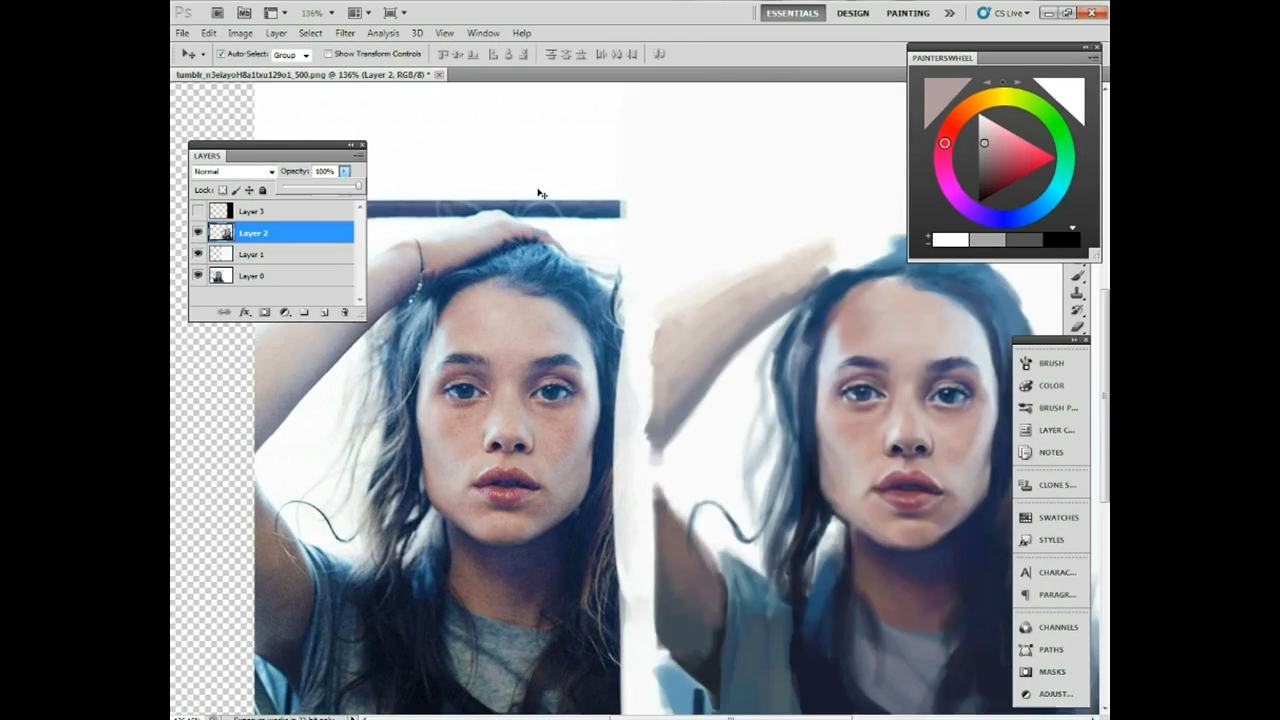 Ps Br Mb 136% ESSENTIALS DESIGN PAINTING CS Live
File Edit Image Layer Select Filter Analysis 3D View Window Help
Auto-Select: Group Show Transform Controls
tumblr_n3eiayoH8a1txu129o1_500.png @ 136% (Layer 2, RGB/8) *
PAINTERSWHEEL
LAYERS
Normal Opacity: 100%
Lock:
Layer 3
Layer 2
Layer 1
Layer 0
BRUSH
COLOR
BRUSH P...
LAYER C...
NOTES
CLONE S...
SWATCHES
STYLES
CHARAC...
PARAGR...
CHANNELS
PATHS
MASKS
ADJUST...